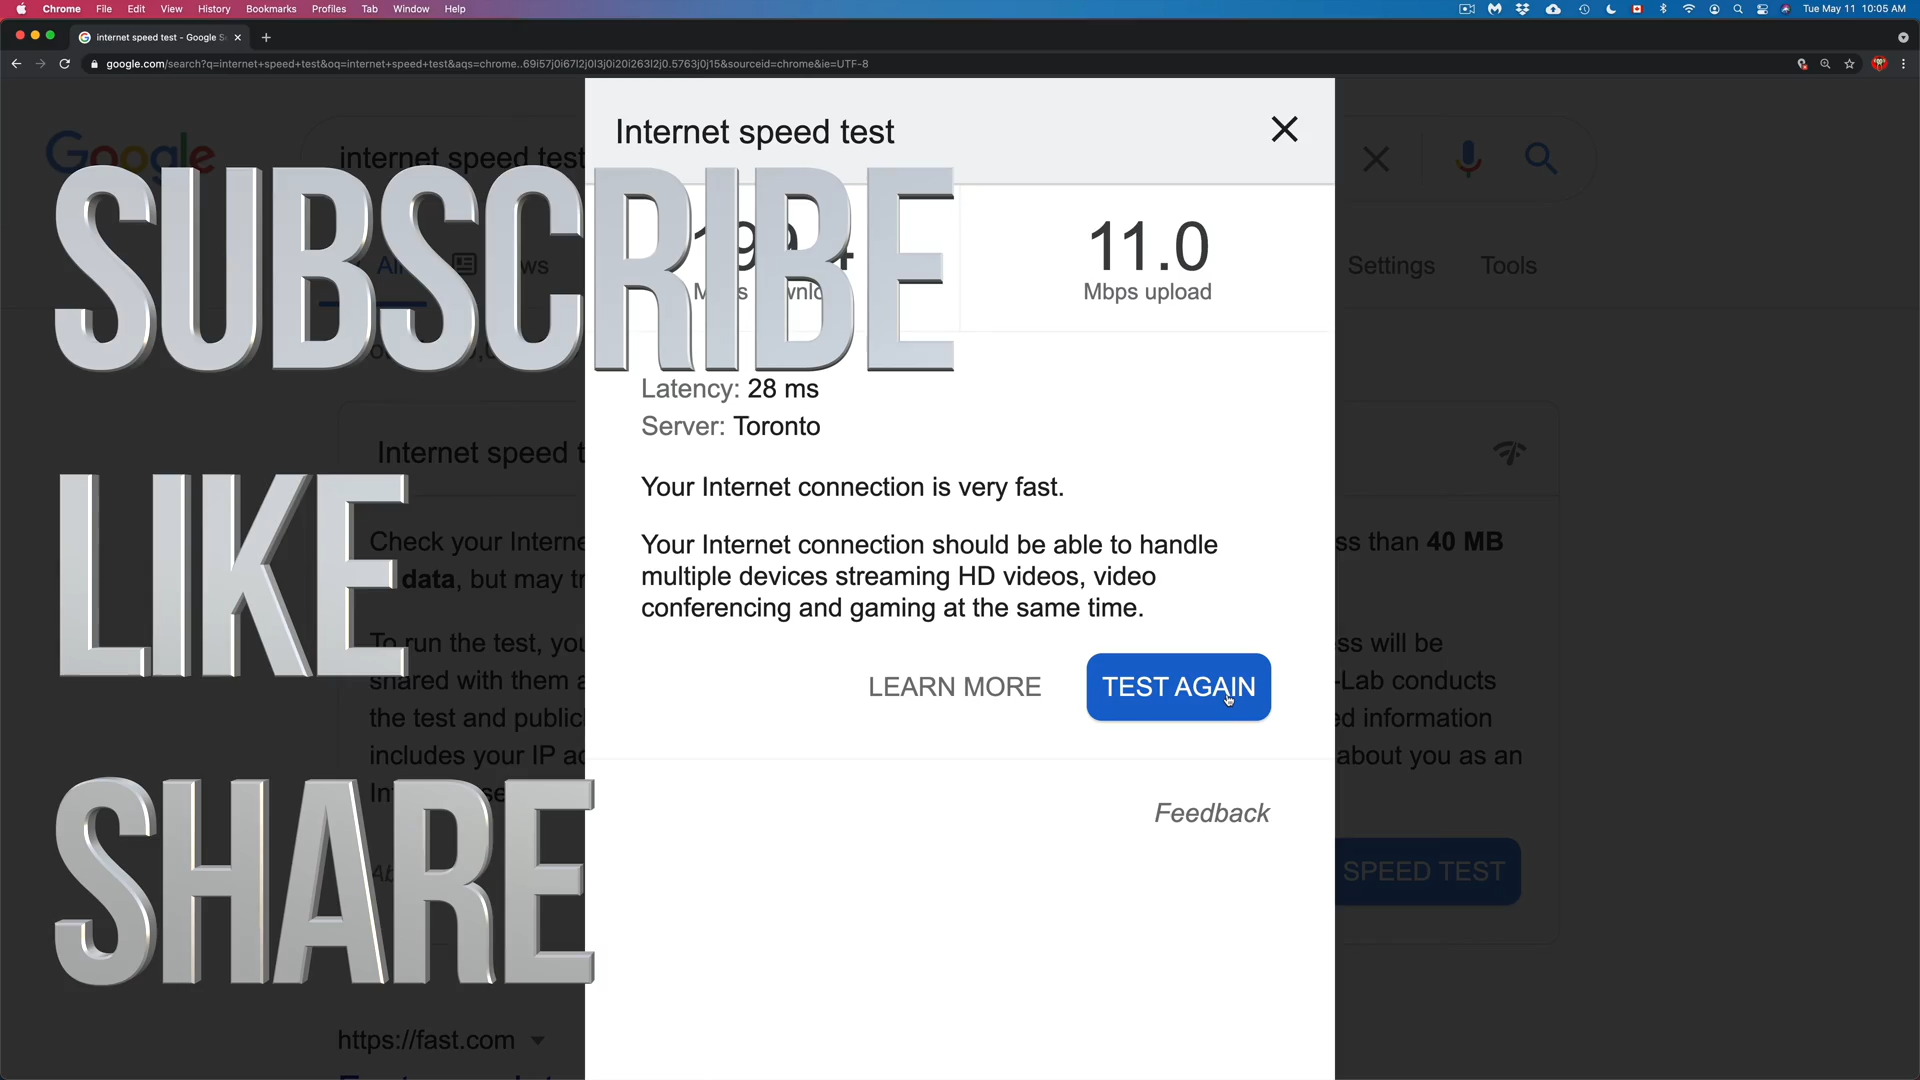 Chrome File Edit View History Bookmarks Profiles Tab Window Help
Tue May 11 10:05 AM
internet speed test - Google S
google.com/search?q=internet+speed+test&oq=internet+speed+test&aqs=chrome..69i57j0i67l2j0l3j0i20i263l2j0.5763j0j15&sourceid=chrome&ie=UTF-8
Google
internet speed test
Internet speed test
SUBSCRIBE
All
Settings Tools
11.0
Mbps upload
Latency: 28 ms
Server: Toronto
Internet speed
Your Internet connection is very fast.
LIKE
Check your
ss than 40 MB
data, but may
Your Internet connection should be able to handle
multiple devices streaming HD videos, video
conferencing and gaming at the same time.
To run the test, you
ss will be
shared with them
-Lab conducts
the test and
d information
includes your IP
about you as an
LEARN MORE TEST AGAIN
SHARE
Feedback
SPEED TEST
https://fast.com